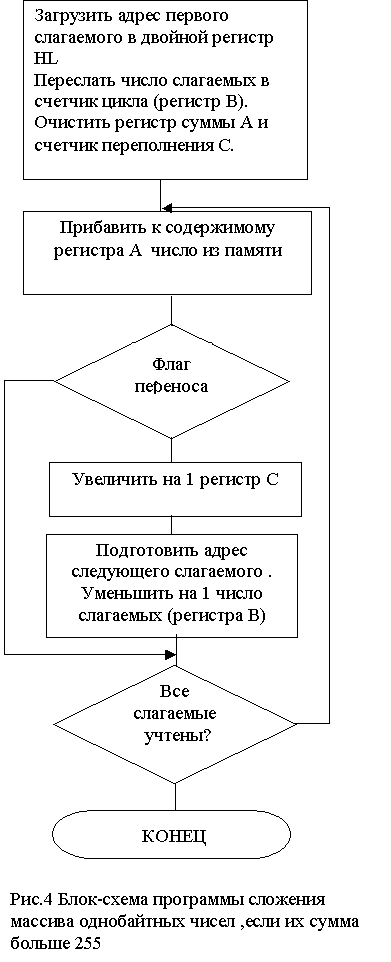 Загрузить адрес первого
слагаемого в двойной регистр
HL
Переслать число слагаемых в
счетчик цикла (регистр В).
Очистить регистр суммы А и
счетчик переполнения С.
Прибавить к содержимому
регистра А число из памяти
Флаг
переноса
Увеличить на 1 регистр С
Подготовить адрес
следующего слагаемого .
Уменьшить на 1 число
слагаемых (регистра В)
Все
слагаемые
учтены?
КОНЕЦ
Рис.4 Блок-схема программы сложения
массива однобайтных чисел ,если их сумма
больше 255